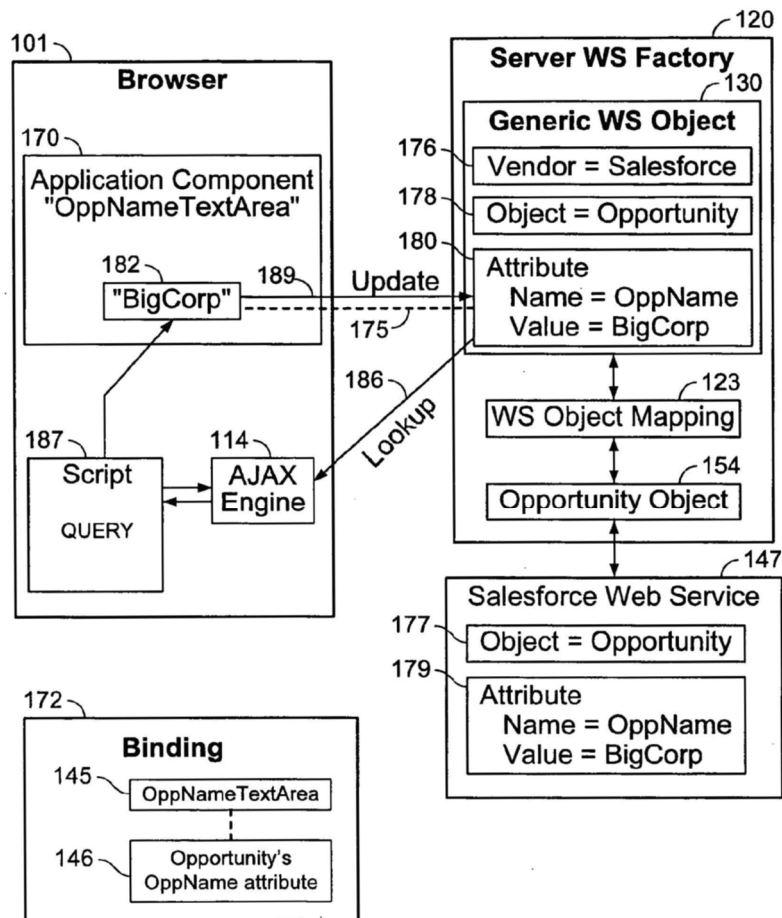 101
Browser
170
Application Component
"OppNameTextArea"
182
"BigCorp"
189
Update
175
186
Lookup
187
Script
QUERY
114
AJAX
Engine
120
Server WS Factory
130
Generic WS Object
176
Vendor = Salesforce
178
Object = Opportunity
180
Attribute
Name = OppName
Value = BigCorp
123
WS Object Mapping
154
Opportunity Object
147
Salesforce Web Service
177
Object = Opportunity
179
Attribute
Name = OppName
Value = BigCorp
172
Binding
145
OppNameTextArea
146
Opportunity's
OppName attribute